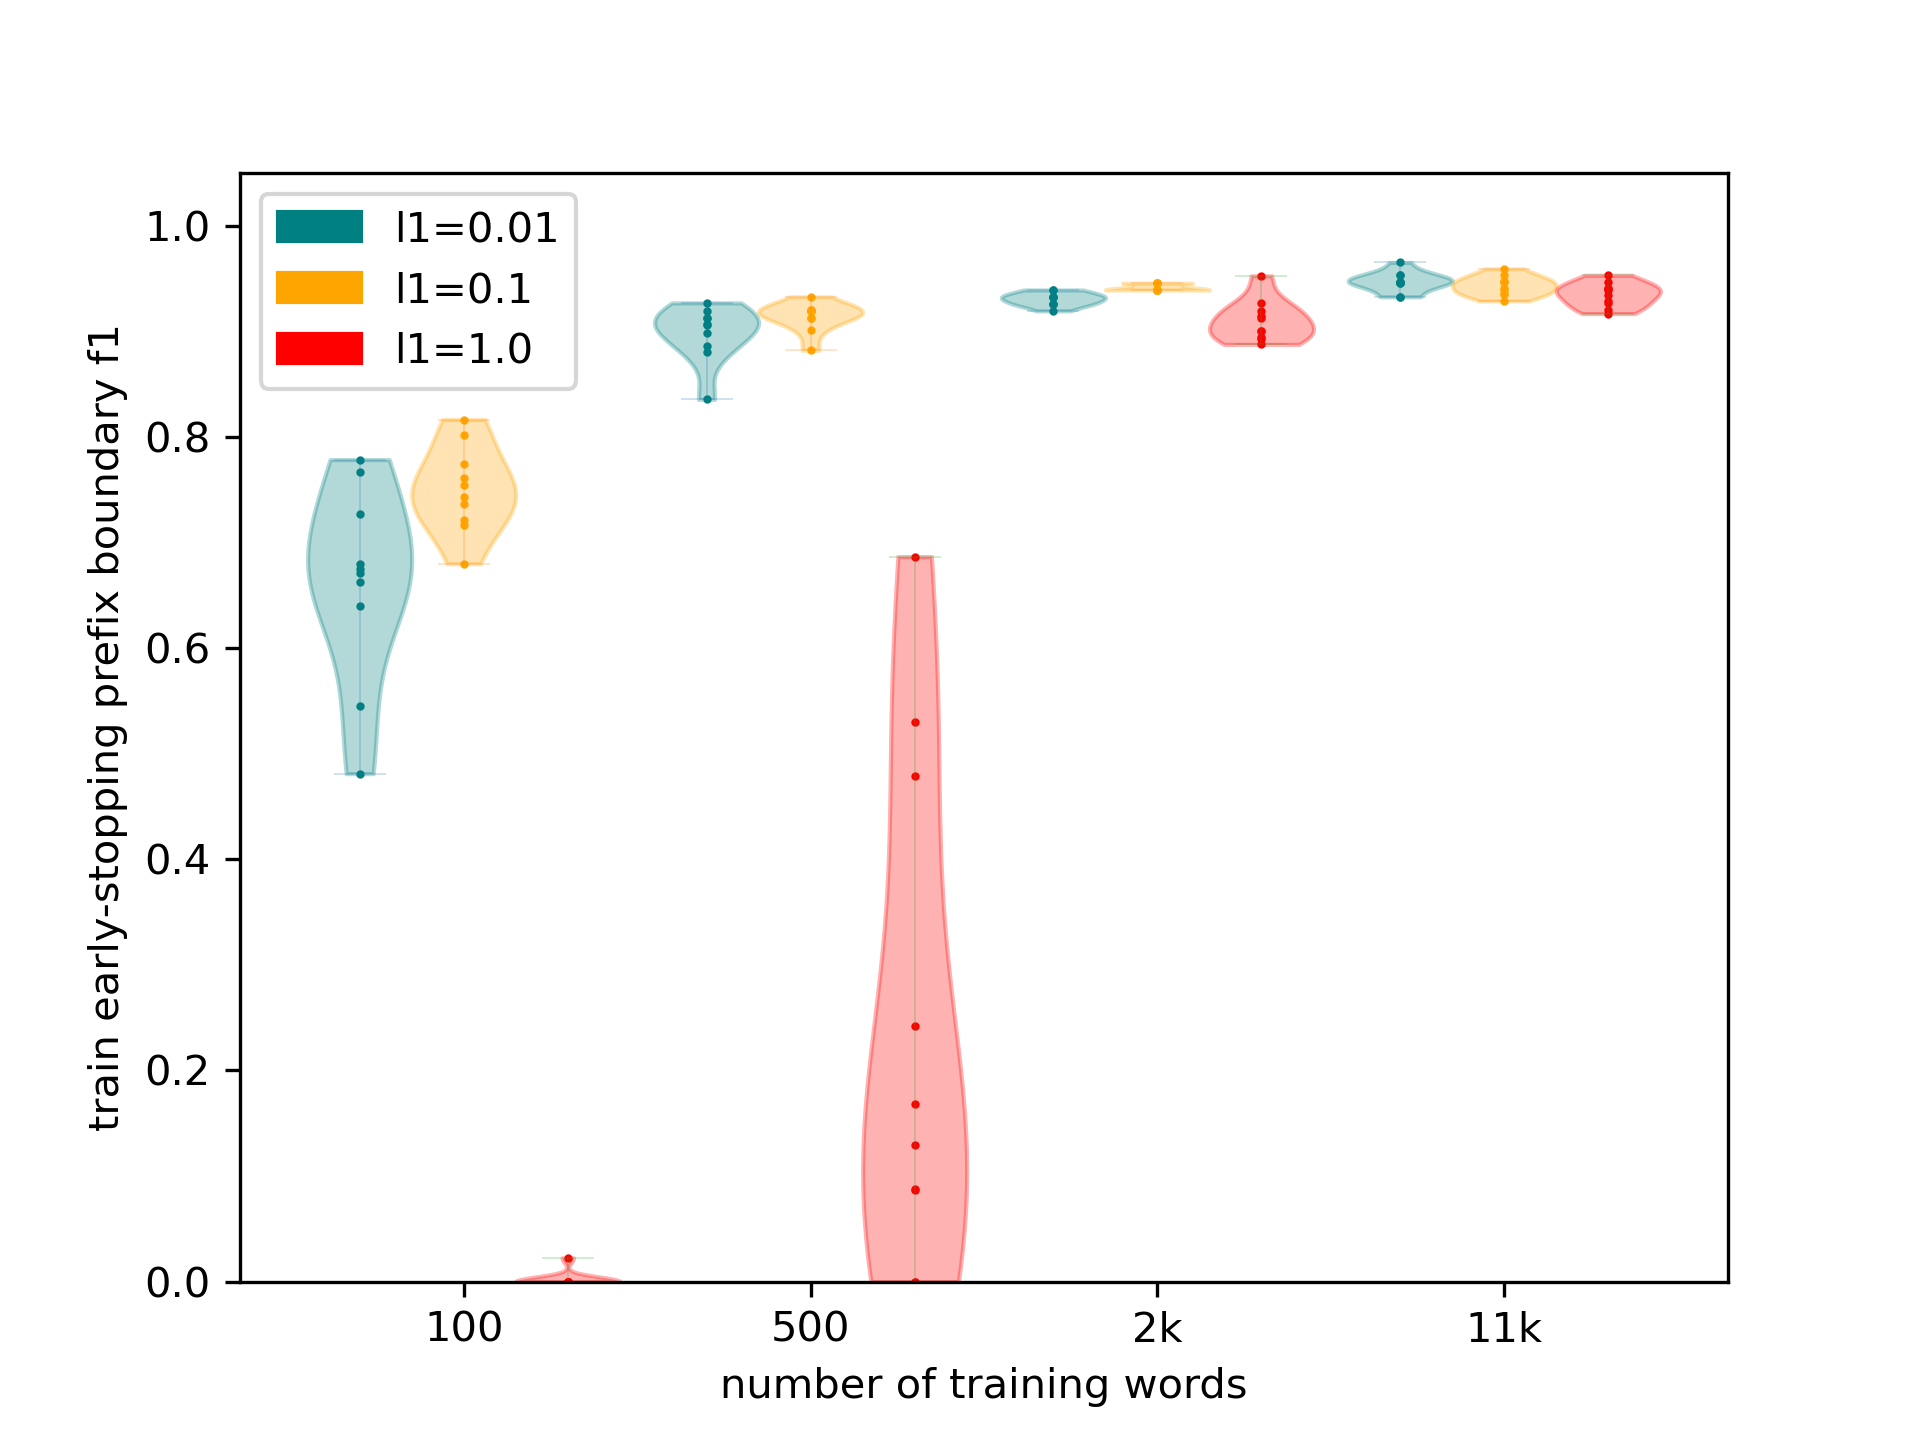 l1=0.01
l1=0.1
l1=1.0
train early-stopping prefix boundary f1
1.0
0.8
0.6
0.4
0.2
0.0
100 500 2k 11k
number of training words